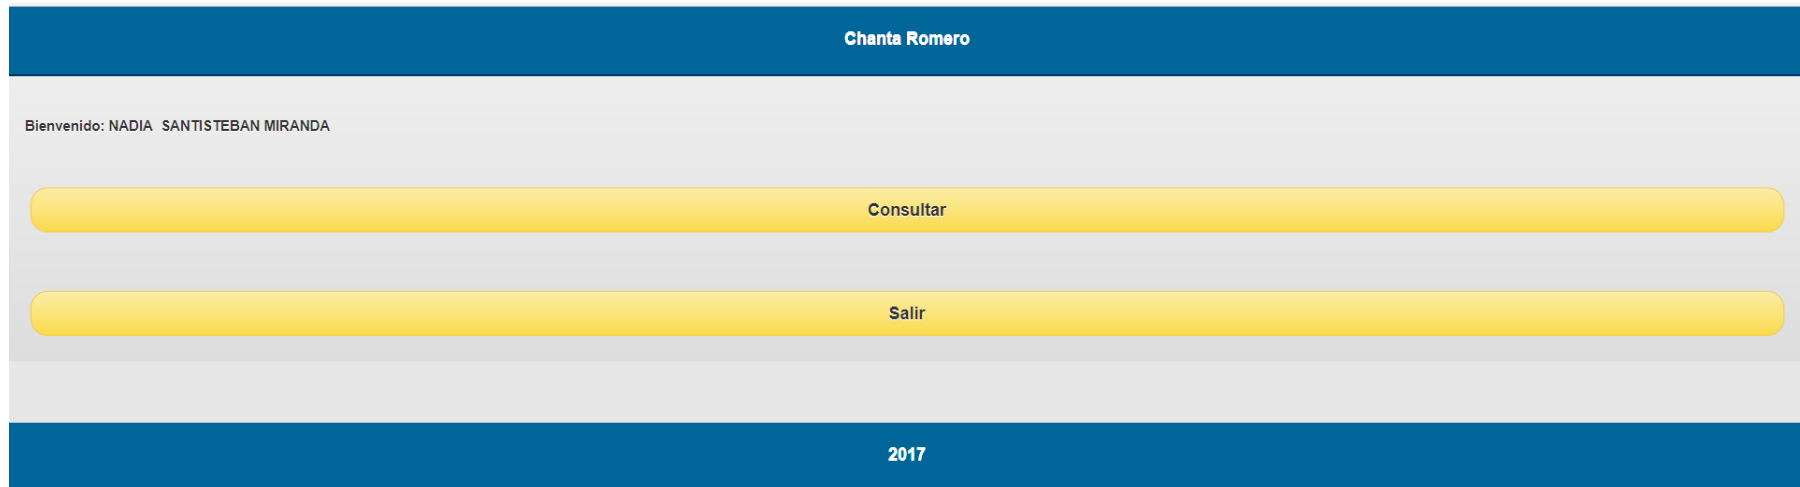 Chanta Romero
Bienvenido: NADIA  SANTISTEBAN MIRANDA
Consultar
Salir
2017